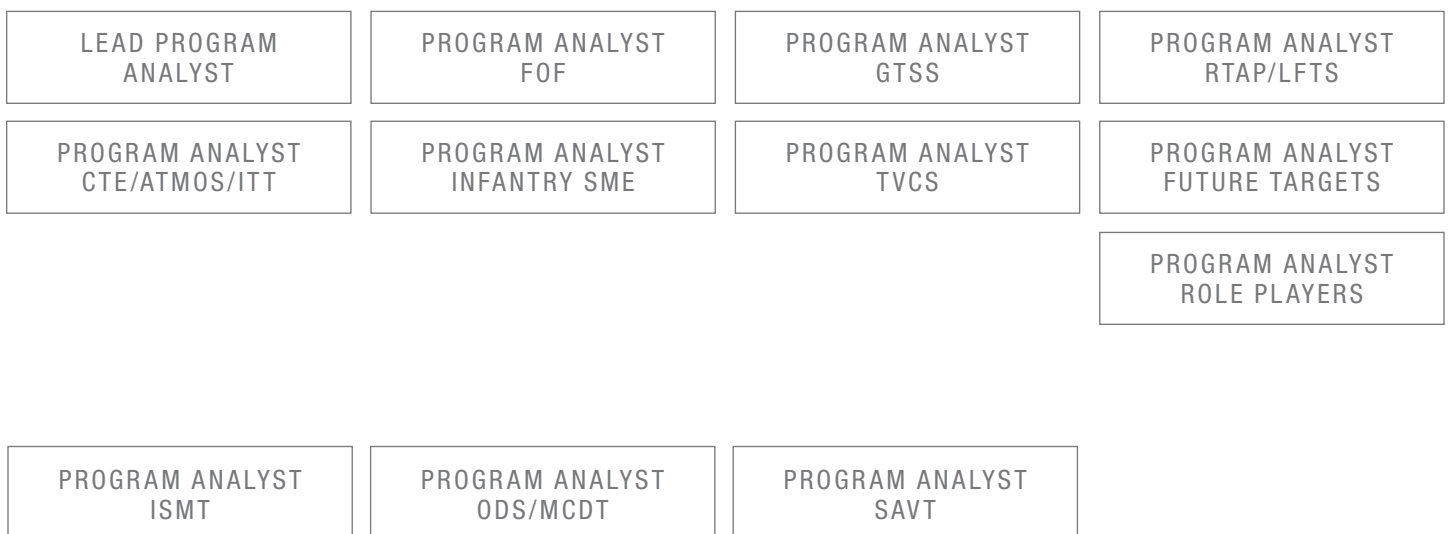 LEAD PROGRAM
ANALYST
PROGRAM ANALYST
FOF
PROGRAM ANALYST
GTSS
PROGRAM ANALYST
RTAP/LFTS
PROGRAM ANALYST
CTE/ATMOS/ITT
PROGRAM ANALYST
INFANTRY SME
PROGRAM ANALYST
TVCS
PROGRAM ANALYST
FUTURE TARGETS
PROGRAM ANALYST
ROLE PLAYERS
PROGRAM ANALYST
ISMT
PROGRAM ANALYST
ODS/MCDT
PROGRAM ANALYST
SAVT